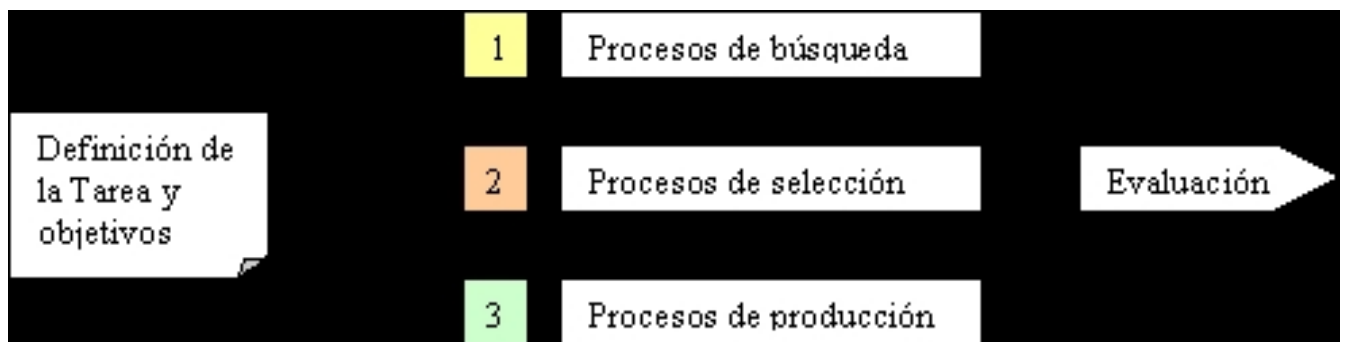 Definición de
la Tarea y
objetivos
1
Procesos de búsqueda
2
Procesos de selección
3
Procesos de producción
Evaluación